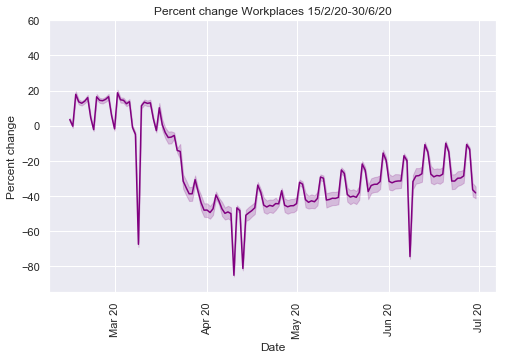 Percent change Workplaces 15/2/20-30/6/20
Percent change
60
40
20
0
−20
−40
−60
−80
Mar 20
Apr 20
May 20
Jun 20
Jul 20
Date